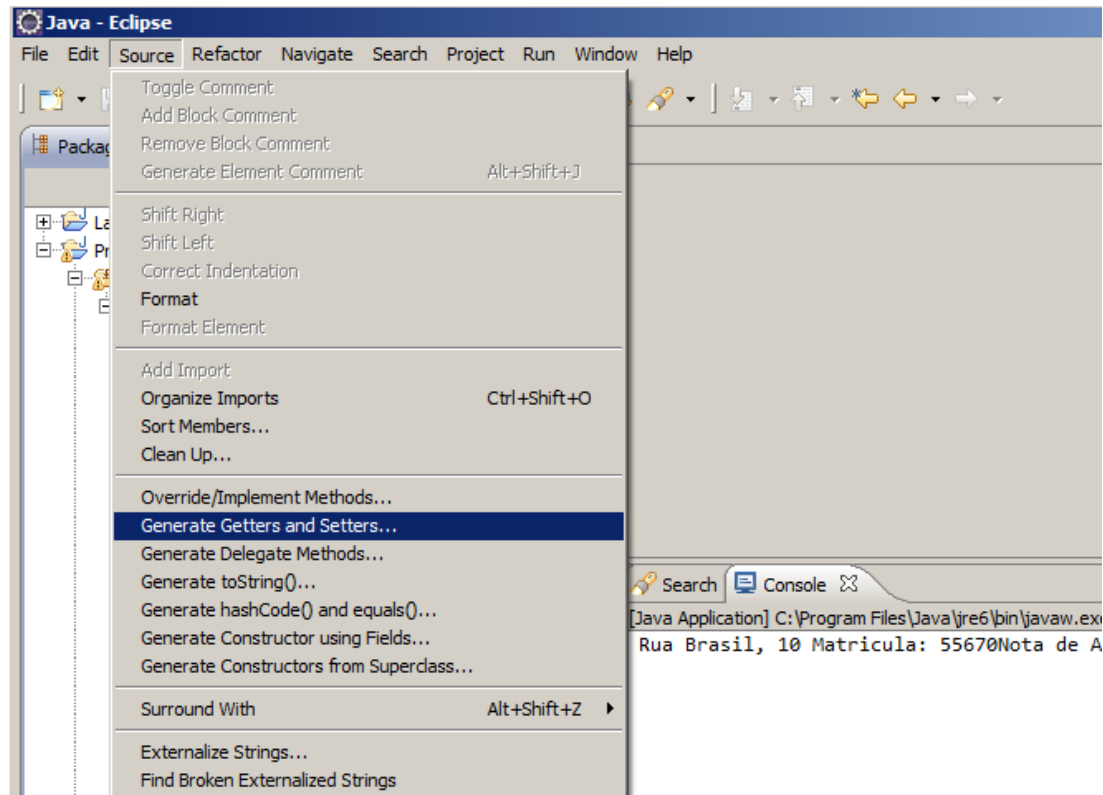 Java - Eclipse
File Edit Source Refactor Navigate Search Project Run Window Help
Toggle Comment
Add Block Comment
Remove Block Comment
Generate Element Comment Alt+Shift+J
Shift Right
Shift Left
Correct Indentation
Format
Format Element
Add Import
Organize Imports Ctrl+Shift+O
Sort Members...
Clean Up...
Override/Implement Methods...
Generate Getters and Setters...
Generate Delegate Methods...
Generate toString()...
Generate hashCode() and equals()...
Generate Constructor using Fields...
Generate Constructors from Superclass...
Surround With Alt+Shift+Z
Externalize Strings...
Find Broken Externalized Strings
Packag
La
Pr
Search Console
[Java Application] C:\Program Files\Java\jre6\bin\javaw.exe
Rua Brasil, 10 Matricula: 55670Nota de A